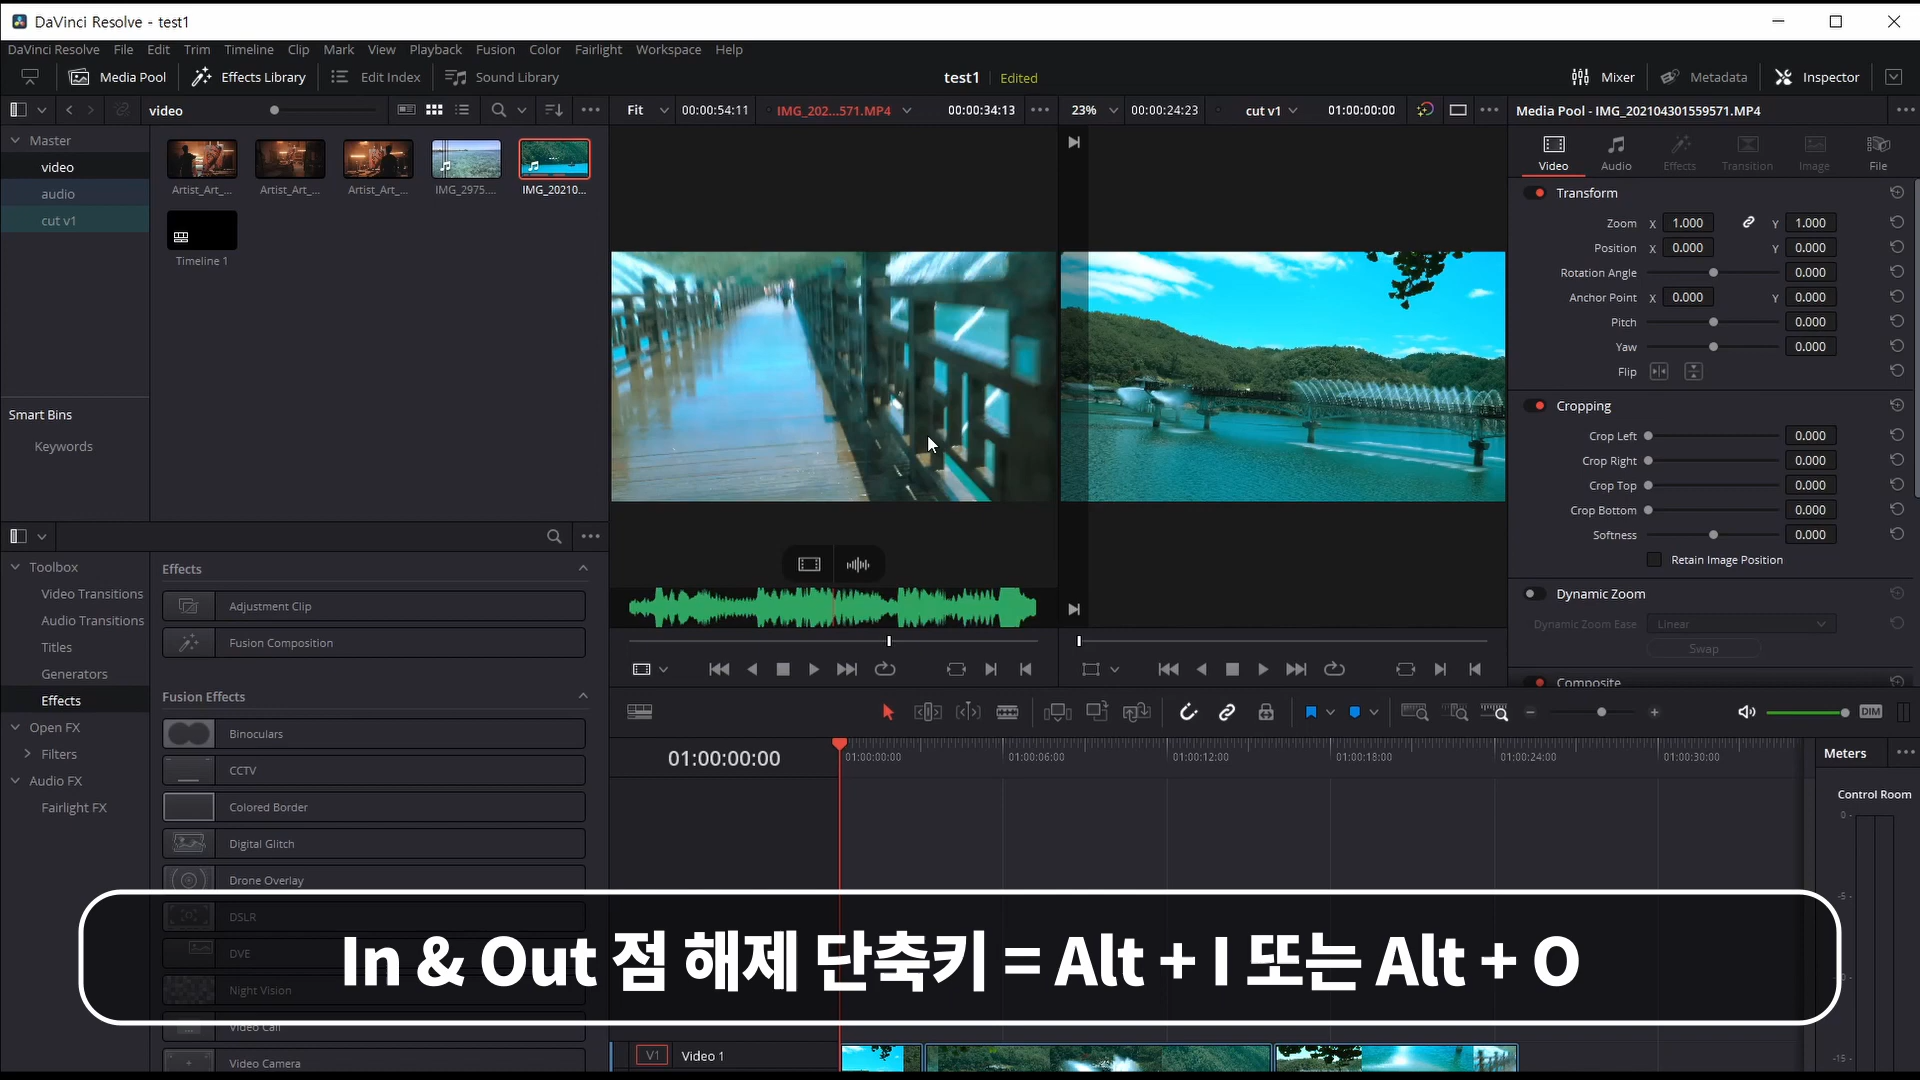 DaVinci Resolve - test1
DaVinci Resolve File Edit Trim Timeline Clip Mark View Playback Fusion Color Fairlight Workspace Help
Media Pool Effects Library Edit Index Sound Library test1 Edited Mixer Metadata Inspector
video Fit 00:00:54:11 IMG_202...571.MP4 00:00:34:13 23% 00:00:24:23 cut v1 01:00:00:00 Media Pool - IMG_202104301559571.MP4
Master
video
audio
cut v1
Artist_Art_... Artist_Art_... Artist_Art_... IMG_2975.... IMG_20210...
Timeline 1
Smart Bins
Keywords
Video Audio Effects Transition Image File
Transform
Zoom X 1.000 Y 1.000
Position X 0.000 Y 0.000
Rotation Angle 0.000
Anchor Point X 0.000 Y 0.000
Pitch 0.000
Yaw 0.000
Flip
Cropping
Crop Left 0.000
Crop Right 0.000
Crop Top 0.000
Crop Bottom 0.000
Softness 0.000
Retain Image Position
Dynamic Zoom
Dynamic Zoom Ease Linear
Swap
Composite
Toolbox
Video Transitions
Audio Transitions
Titles
Generators
Effects
Open FX
Filters
Audio FX
Fairlight FX
Effects
Adjustment Clip
Fusion Composition
Fusion Effects
Binoculars
CCTV
Colored Border
Digital Glitch
Drone Overlay
DSLR
DVE
Night Vision
Video Call
Video Camera
DIM
01:00:00:00 01:00:00:00 01:00:06:00 01:00:12:00 01:00:18:00 01:00:24:00 01:00:30:00
Meters
Control Room
0
-5
-15
In & Out 점 해제 단축키 = Alt + I 또는 Alt + O
V1 Video 1